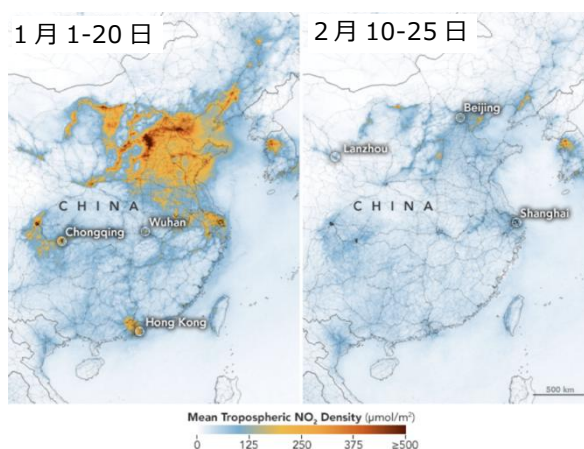 1月1-20日
2月10-25日
Beijing
Lanzhou
CHINA
Wuhan
Chongqing
Hong Kong
CHINA
Shanghai
500 km
Mean Tropospheric NO₂ Density (µmol/m²)
0 125 250 375 ≥500